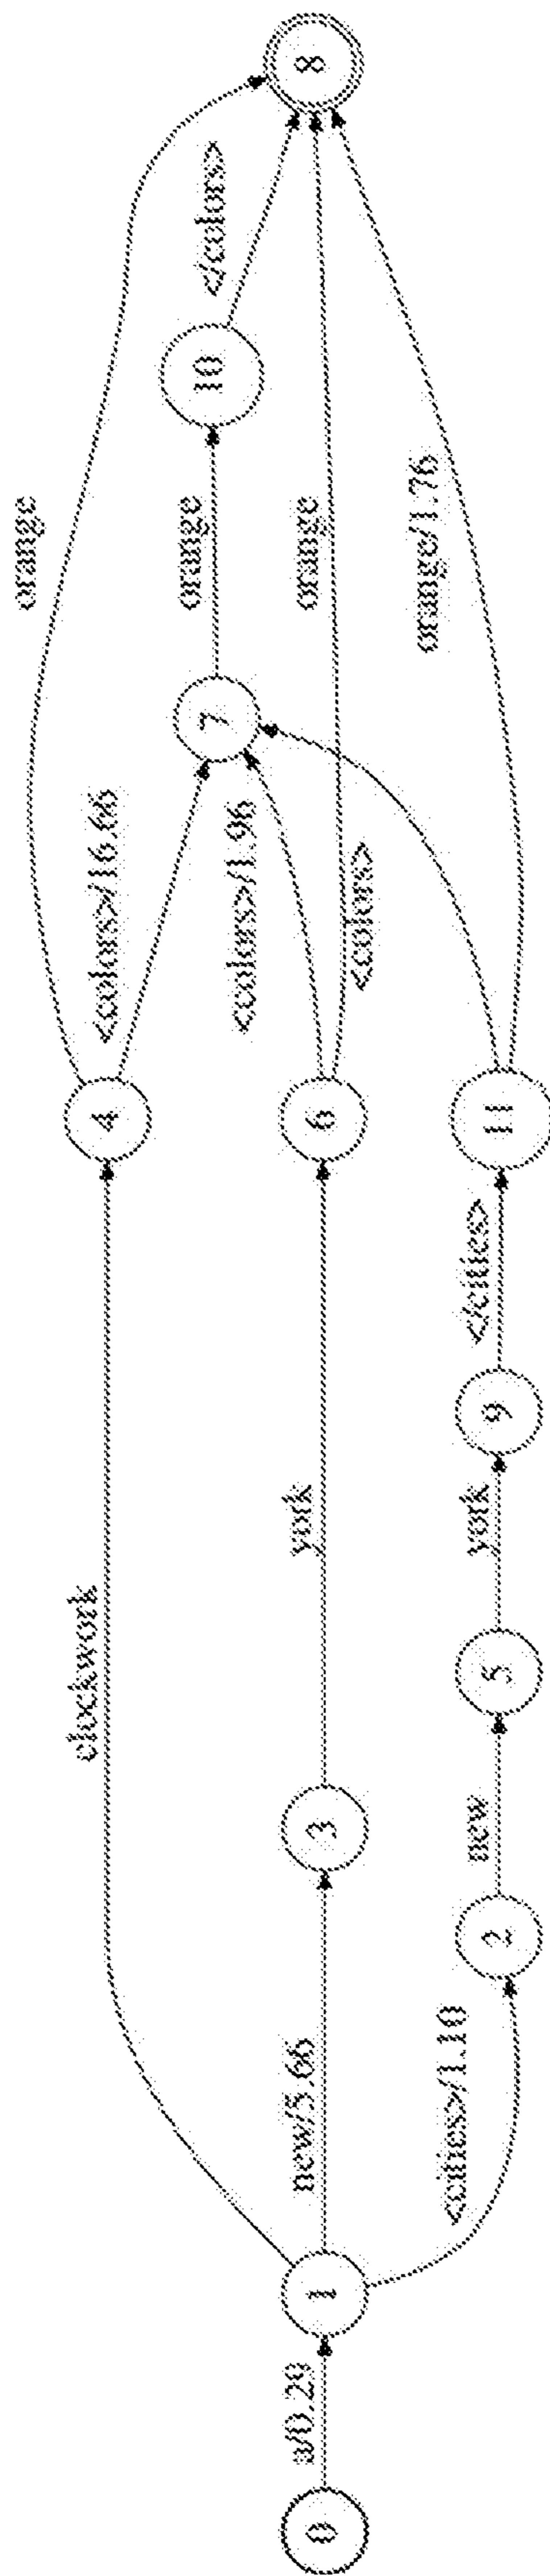 0
a/0.29
1
clockwork
new/5.66
<cities>/1.10
3
2
new
5
york
york
9
</cities>
4
6
11
orange
<colors>/16.66
<colors>/1.96
<colors>
7
orange
orange
orange/1.76
10
</colors>
8